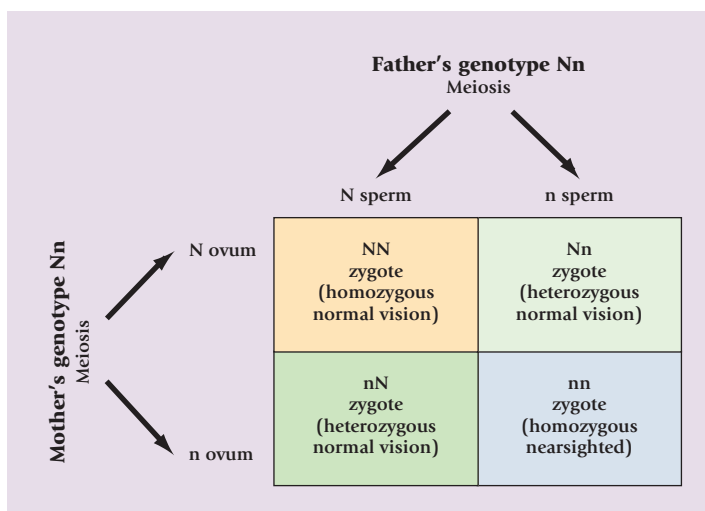 Father's genotype Nn
Meiosis
N sperm
n sperm
Mother's genotype Nn
Meiosis
N ovum
NN
zygote
(homozygous
normal vision)
Nn
zygote
(heterozygous
normal vision)
n ovum
nN
zygote
(heterozygous
normal vision)
nn
zygote
(homozygous
nearsighted)